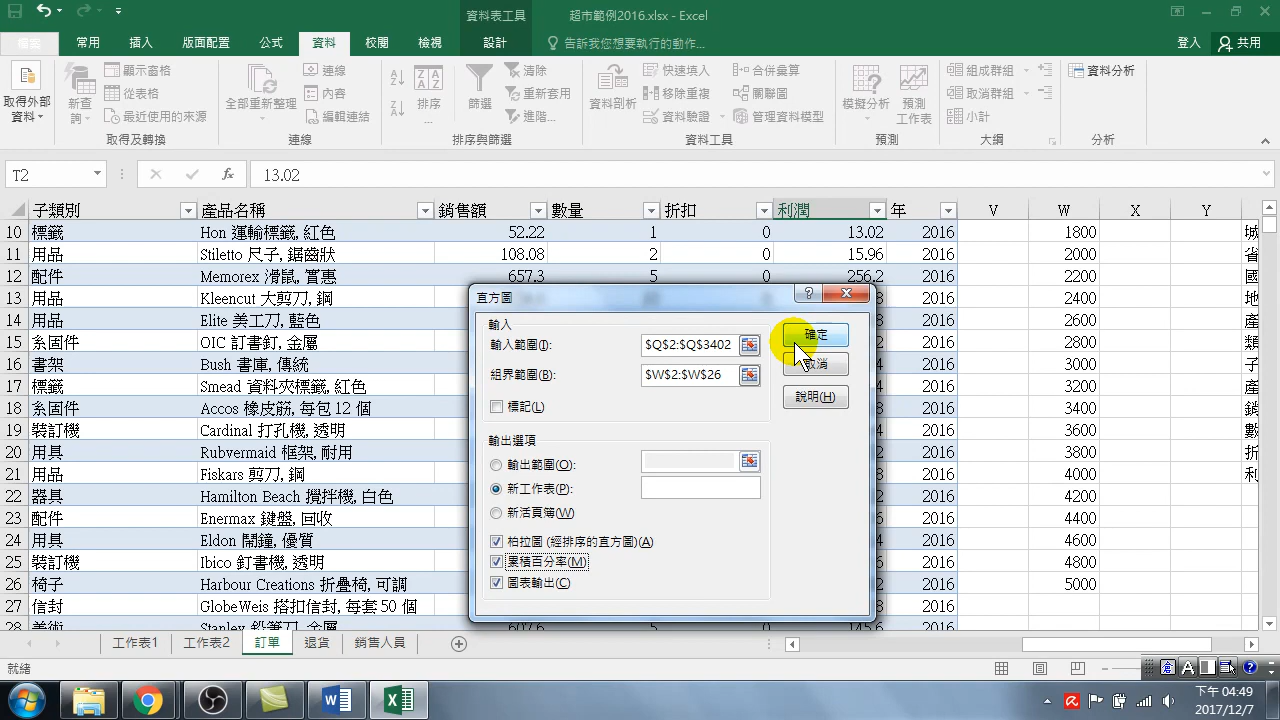 資料表工具 超市範例2016.xlsx - Excel
檔案 常用 插入 版面配置 公式 資料 校閱 檢視 設計 告訴我您想要執行的動作... 登入 共用
取得外部資料 新查詢 顯示窗格 從表格 最近使用的來源 全部重新整理 連線 內容 編輯連結 排序... 篩選 清除 重新套用 進階... 資料剖析 快速填入 移除重複 資料驗證 合併彙算 關聯圖 管理資料模型 模擬分析 預測工作表 組成群組 取消群組 小計 資料分析
取得及轉換 連線 排序與篩選 資料工具 預測 大綱 分析
T2 fx 13.02
子類別 產品名稱 銷售額 數量 折扣 利潤 年 V W X Y
10 標籤 Hon 運輸標籤, 紅色 52.22 1 0 13.02 2016 1800 城
11 用品 Stiletto 尺子, 鋸齒狀 108.08 2 0 15.96 2016 2000 省
12 配件 Memorex 滑鼠, 實惠 657.3 5 0 256.2 2016 2200 國
13 用品 Kleencut 大剪刀, 鋼 2016 2400 地
14 用品 Elite 美工刀, 藍色 2016 2600 產
15 系固件 OIC 訂書釘, 金屬 2016 2800 類
16 書架 Bush 書庫, 傳統 2016 3000 子
17 標籤 Smead 資料夾標籤, 紅色 2016 3200 產
18 系固件 Accos 橡皮筋, 每包 12 個 2016 3400 銷
19 裝訂機 Cardinal 打孔機, 透明 2016 3600 數
20 用具 Rubvermaid 框架, 耐用 2016 3800 折
21 用品 Fiskars 剪刀, 鋼 2016 4000 利
22 器具 Hamilton Beach 攪拌機, 白色 2016 4200
23 配件 Enermax 鍵盤, 回收 2016 4400
24 用具 Eldon 鬧鐘, 優質 2016 4600
25 裝訂機 Ibico 釘書機, 透明 2016 4800
26 椅子 Harbour Creations 折疊椅, 可調 2016 5000
27 信封 GlobeWeis 搭扣信封, 每套 50 個 2016
28 美術 Stanley 鉛筆刀, 金屬 607.6 5 0 145.6 2016
直方圖
輸入
輸入範圍(I): $Q$2:$Q$3402 確定
組界範圍(B): $W$2:$W$26 取消
標記(L) 說明(H)
輸出選項
輸出範圍(O):
新工作表(P):
新活頁簿(W)
柏拉圖 (經排序的直方圖)(A)
累積百分率(M)
圖表輸出(C)
工作表1 工作表2 訂單 退貨 銷售人員
就緒
下午 04:49
2017/12/7